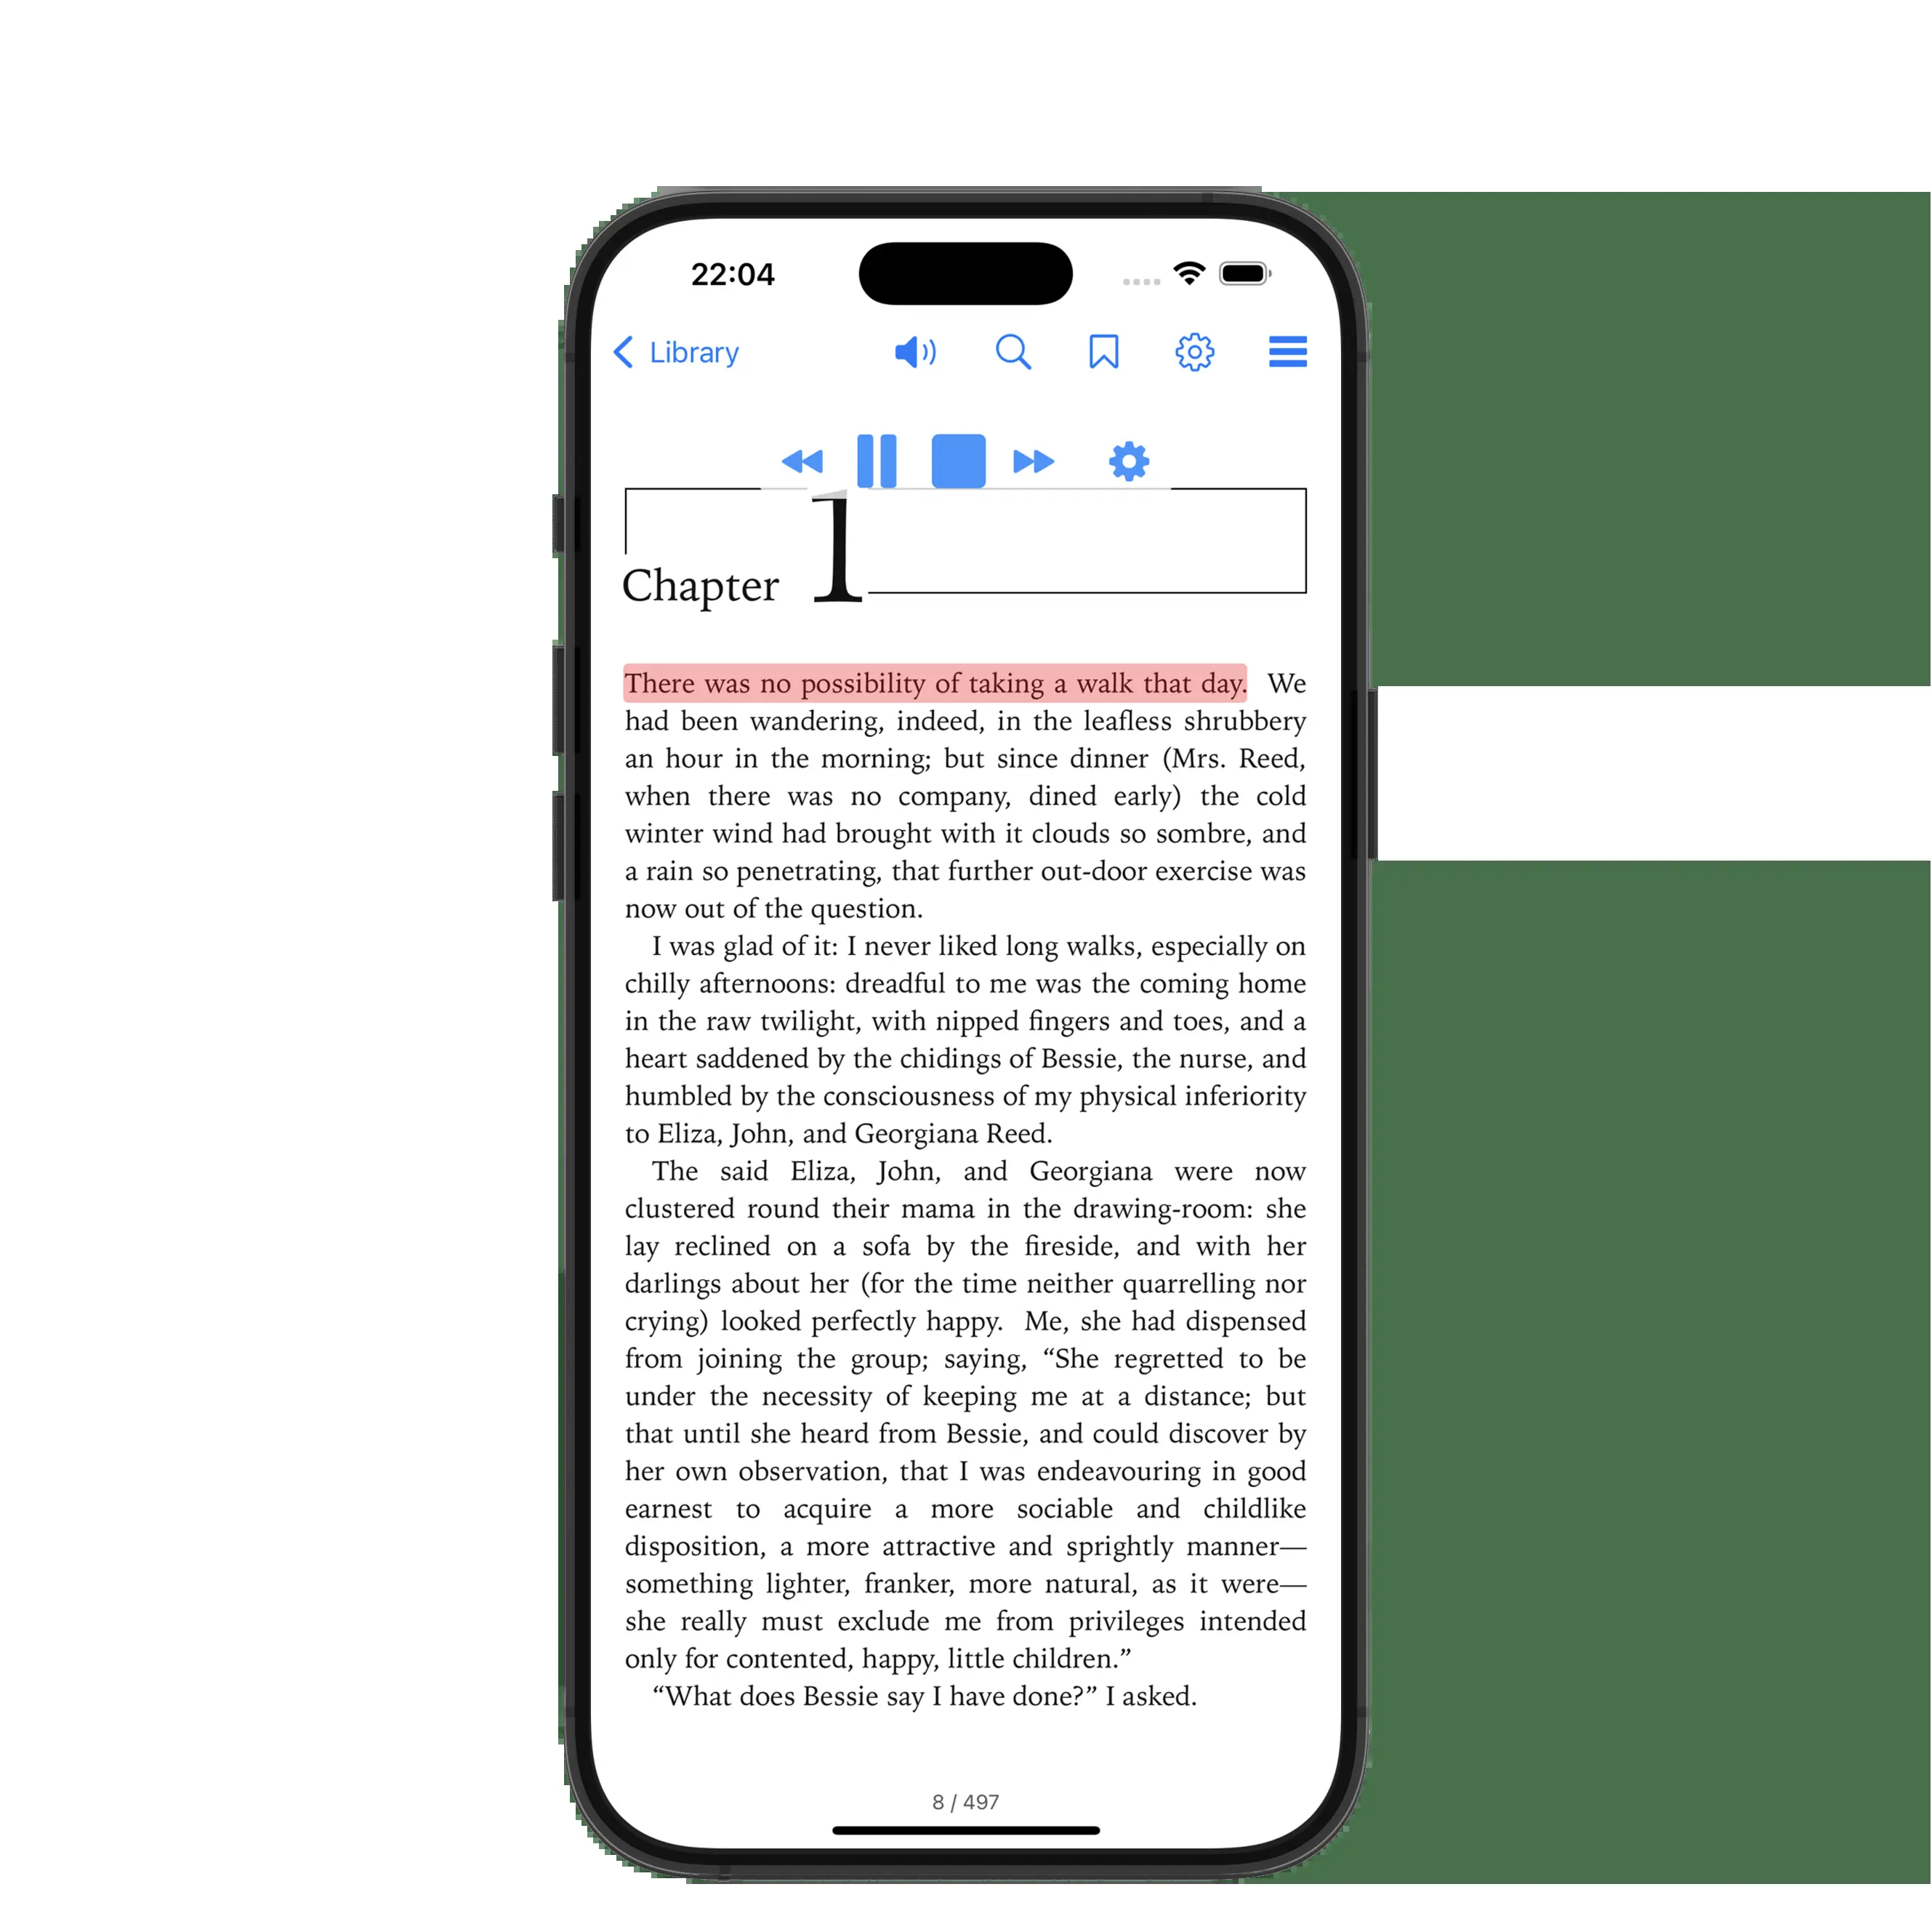 22:04
Library
Chapter 1
There was no possibility of taking a walk that day.  We
had been wandering, indeed, in the leafless shrubbery
an hour in the morning; but since dinner (Mrs. Reed,
when there was no company, dined early) the cold
winter wind had brought with it clouds so sombre, and
a rain so penetrating, that further out-door exercise was
now out of the question.
I was glad of it: I never liked long walks, especially on
chilly afternoons: dreadful to me was the coming home
in the raw twilight, with nipped fingers and toes, and a
heart saddened by the chidings of Bessie, the nurse, and
humbled by the consciousness of my physical inferiority
to Eliza, John, and Georgiana Reed.
The said Eliza, John, and Georgiana were now
clustered round their mama in the drawing-room: she
lay reclined on a sofa by the fireside, and with her
darlings about her (for the time neither quarrelling nor
crying) looked perfectly happy.  Me, she had dispensed
from joining the group; saying, “She regretted to be
under the necessity of keeping me at a distance; but
that until she heard from Bessie, and could discover by
her own observation, that I was endeavouring in good
earnest to acquire a more sociable and childlike
disposition, a more attractive and sprightly manner—
something lighter, franker, more natural, as it were—
she really must exclude me from privileges intended
only for contented, happy, little children.”
“What does Bessie say I have done?” I asked.
8 / 497